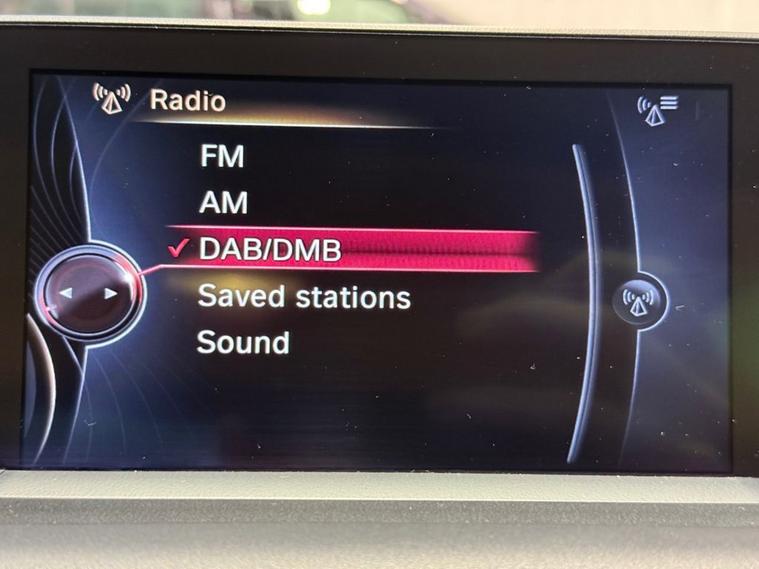 Radio
FM
AM
DAB/DMB
Saved stations
Sound